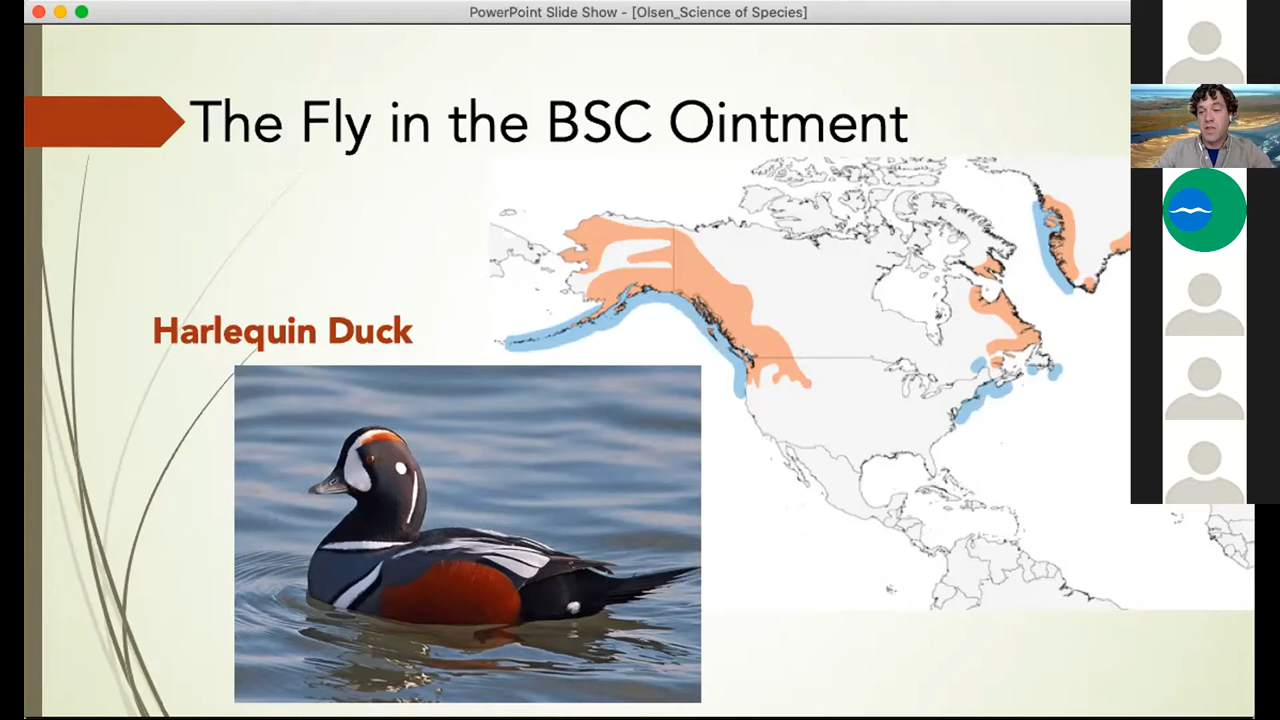 PowerPoint Slide Show - [Olsen_Science of Species]
The Fly in the BSC Ointment
Harlequin Duck